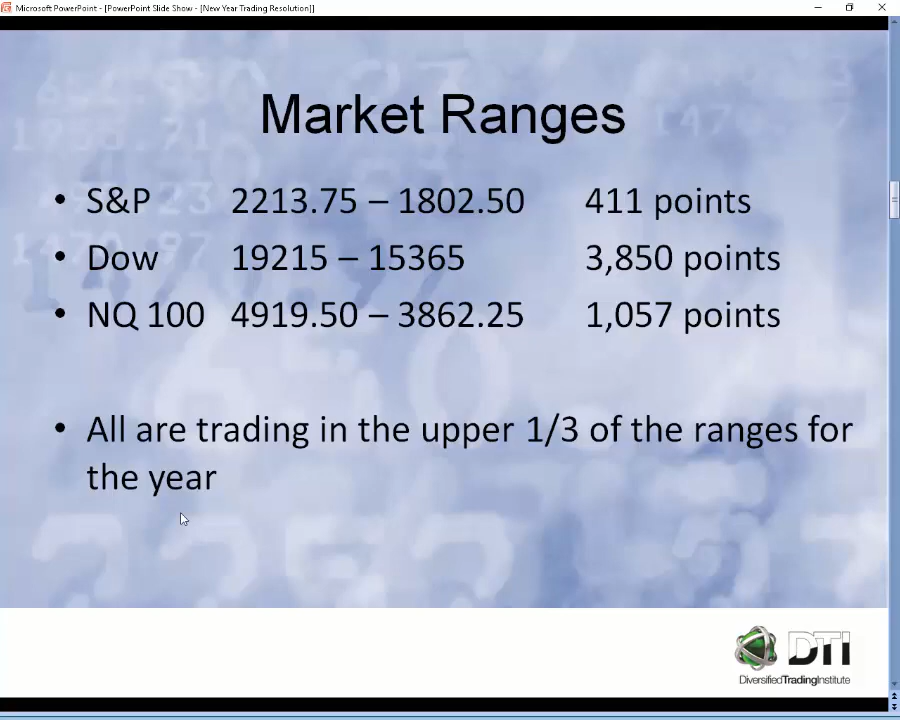 Microsoft PowerPoint - [PowerPoint Slide Show - [New Year Trading Resolution]]
Market Ranges
• S&P 2213.75 – 1802.50 411 points
• Dow 19215 – 15365 3,850 points
• NQ 100 4919.50 – 3862.25 1,057 points
• All are trading in the upper 1/3 of the ranges for
the year
DTI
DiversifiedTradingInstitute